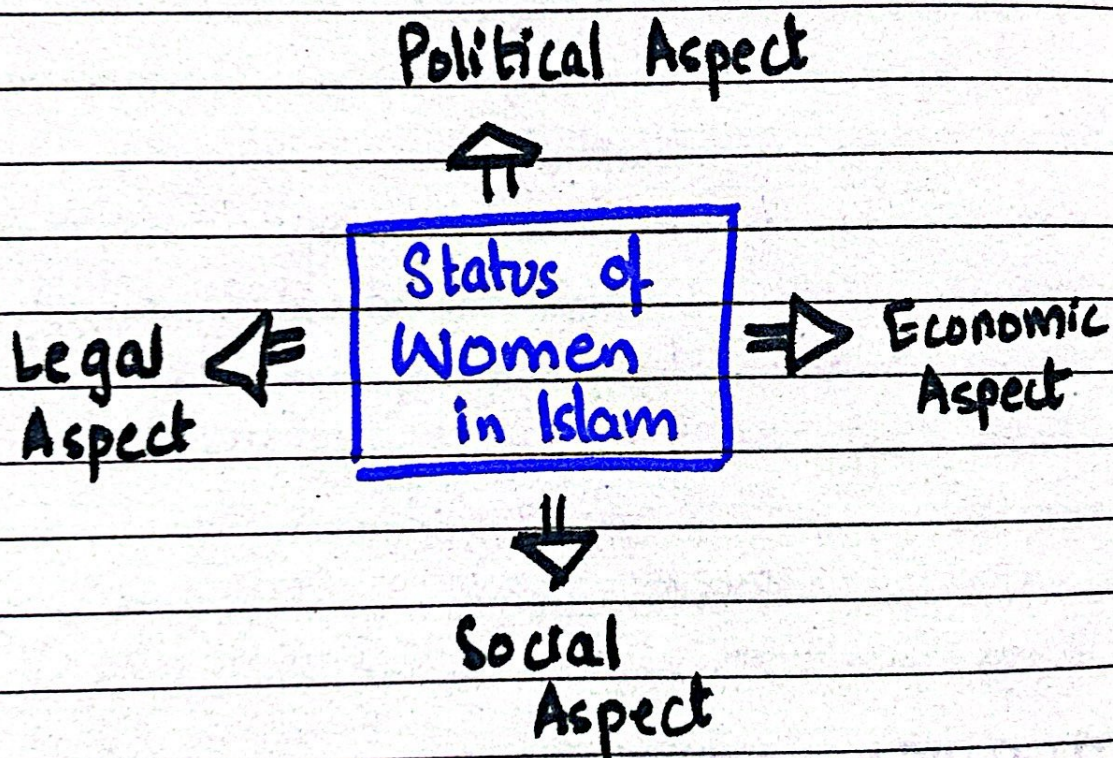 Political Aspect
Status of
Women
in Islam
Legal
Aspect
Economic
Aspect
Social
Aspect